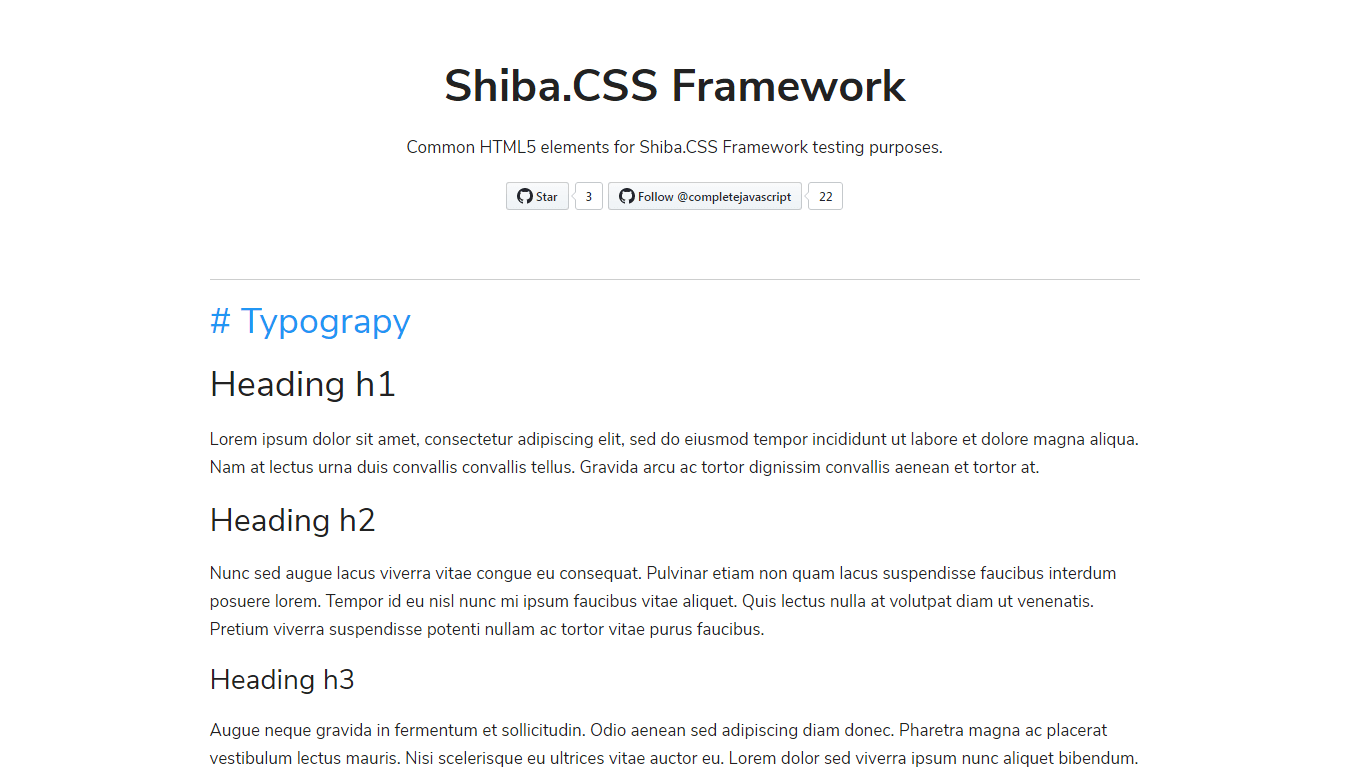 Shiba.CSS Framework
Common HTML5 elements for Shiba.CSS Framework testing purposes.
Star 3 Follow @completejavascript 22
# Typograpy
Heading h1
Lorem ipsum dolor sit amet, consectetur adipiscing elit, sed do eiusmod tempor incididunt ut labore et dolore magna aliqua.
Nam at lectus urna duis convallis convallis tellus. Gravida arcu ac tortor dignissim convallis aenean et tortor at.
Heading h2
Nunc sed augue lacus viverra vitae congue eu consequat. Pulvinar etiam non quam lacus suspendisse faucibus interdum
posuere lorem. Tempor id eu nisl nunc mi ipsum faucibus vitae aliquet. Quis lectus nulla at volutpat diam ut venenatis.
Pretium viverra suspendisse potenti nullam ac tortor vitae purus faucibus.
Heading h3
Augue neque gravida in fermentum et sollicitudin. Odio aenean sed adipiscing diam donec. Pharetra magna ac placerat
vestibulum lectus mauris. Nisi scelerisque eu ultrices vitae auctor eu. Lorem dolor sed viverra ipsum nunc aliquet bibendum.